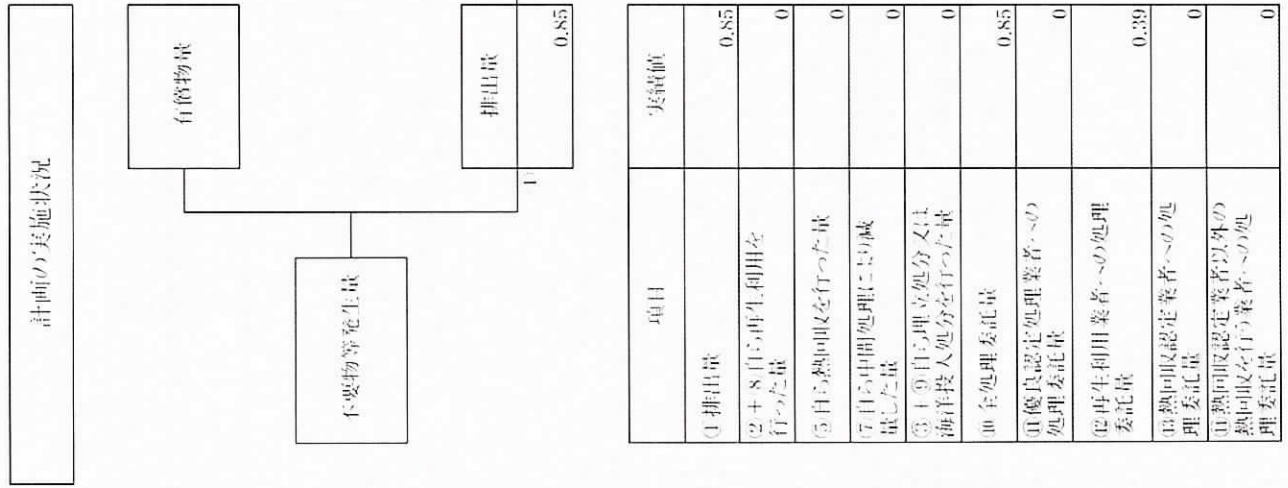 計画の実施状況
有償物量
不要物等発生量
排出量
①
0.85
項目
実績値
①排出量
0.85
②+⑧自ら再生利用を
行った量
0
⑤自ら熱回収を行った量
0
⑦自ら中間処理により減
量した量
0
③+⑨自ら埋立処分又は
海洋投入処分を行った量
0
⑩全処理委託量
0.85
⑪優良認定処理業者への
処理委託量
0
⑫再生利用業者への処理
委託量
0.39
⑬熱回収認定業者への処
理委託量
0
⑭熱回収認定業者以外の
熱回収を行う業者への処
理委託量
0